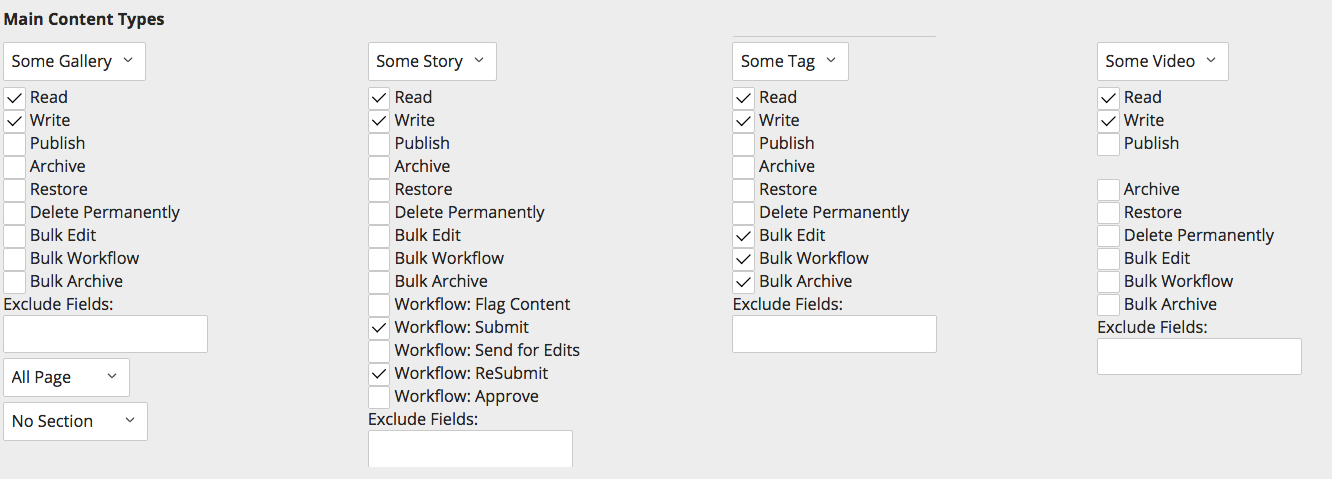 Main Content Types
Some Gallery
Read
Write
Publish
Archive
Restore
Delete Permanently
Bulk Edit
Bulk Workflow
Bulk Archive
Exclude Fields:
All Page
No Section
Some Story
Read
Write
Publish
Archive
Restore
Delete Permanently
Bulk Edit
Bulk Workflow
Bulk Archive
Workflow: Flag Content
Workflow: Submit
Workflow: Send for Edits
Workflow: ReSubmit
Workflow: Approve
Exclude Fields:
Some Tag
Read
Write
Publish
Archive
Restore
Delete Permanently
Bulk Edit
Bulk Workflow
Bulk Archive
Exclude Fields:
Some Video
Read
Write
Publish
Archive
Restore
Delete Permanently
Bulk Edit
Bulk Workflow
Bulk Archive
Exclude Fields: